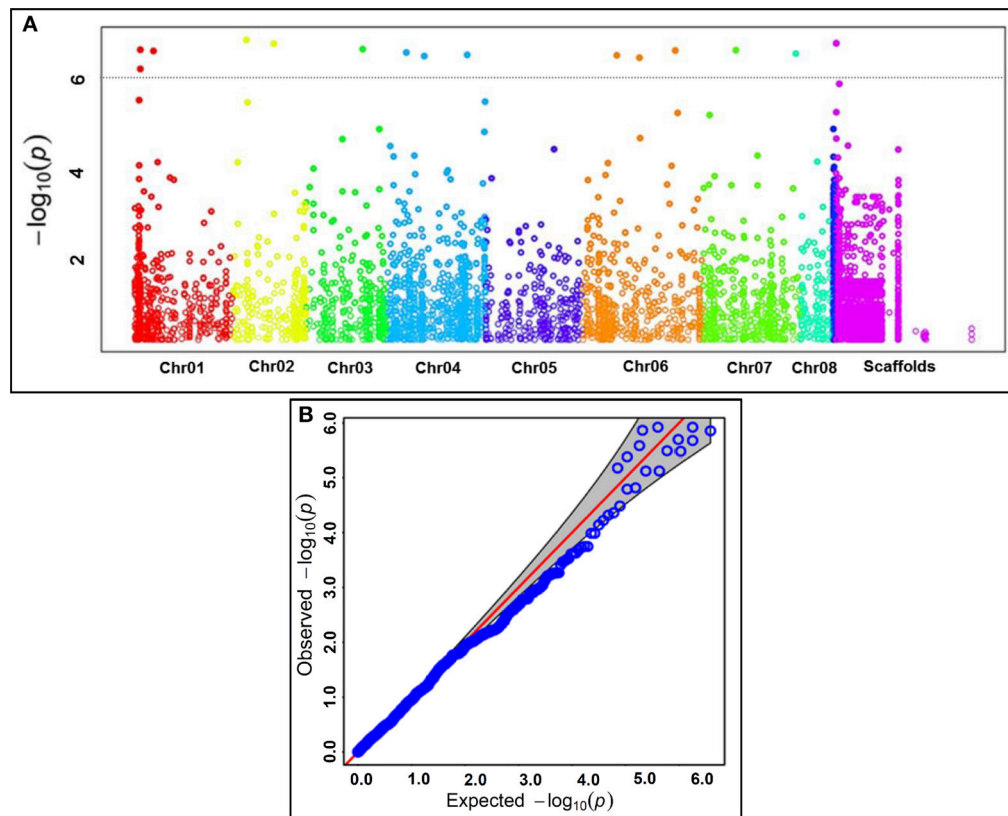 A
−log10(p)
6
4
2
Chr01 Chr02 Chr03 Chr04 Chr05 Chr06 Chr07 Chr08 Scaffolds
B
Observed −log10(p)
6.0
5.0
4.0
3.0
2.0
1.0
0.0
0.0 1.0 2.0 3.0 4.0 5.0 6.0
Expected −log10(p)